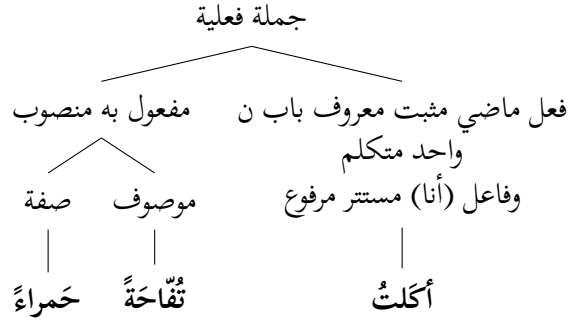 جملة فعلية
فعل ماضي مثبت معروف باب ن
واحد متكلم
وفاعل (أنا) مستتر مرفوع
مفعول به منصوب
موصوف
صفة
أكَلتُ
تُفّاحَةً
حَمراءً